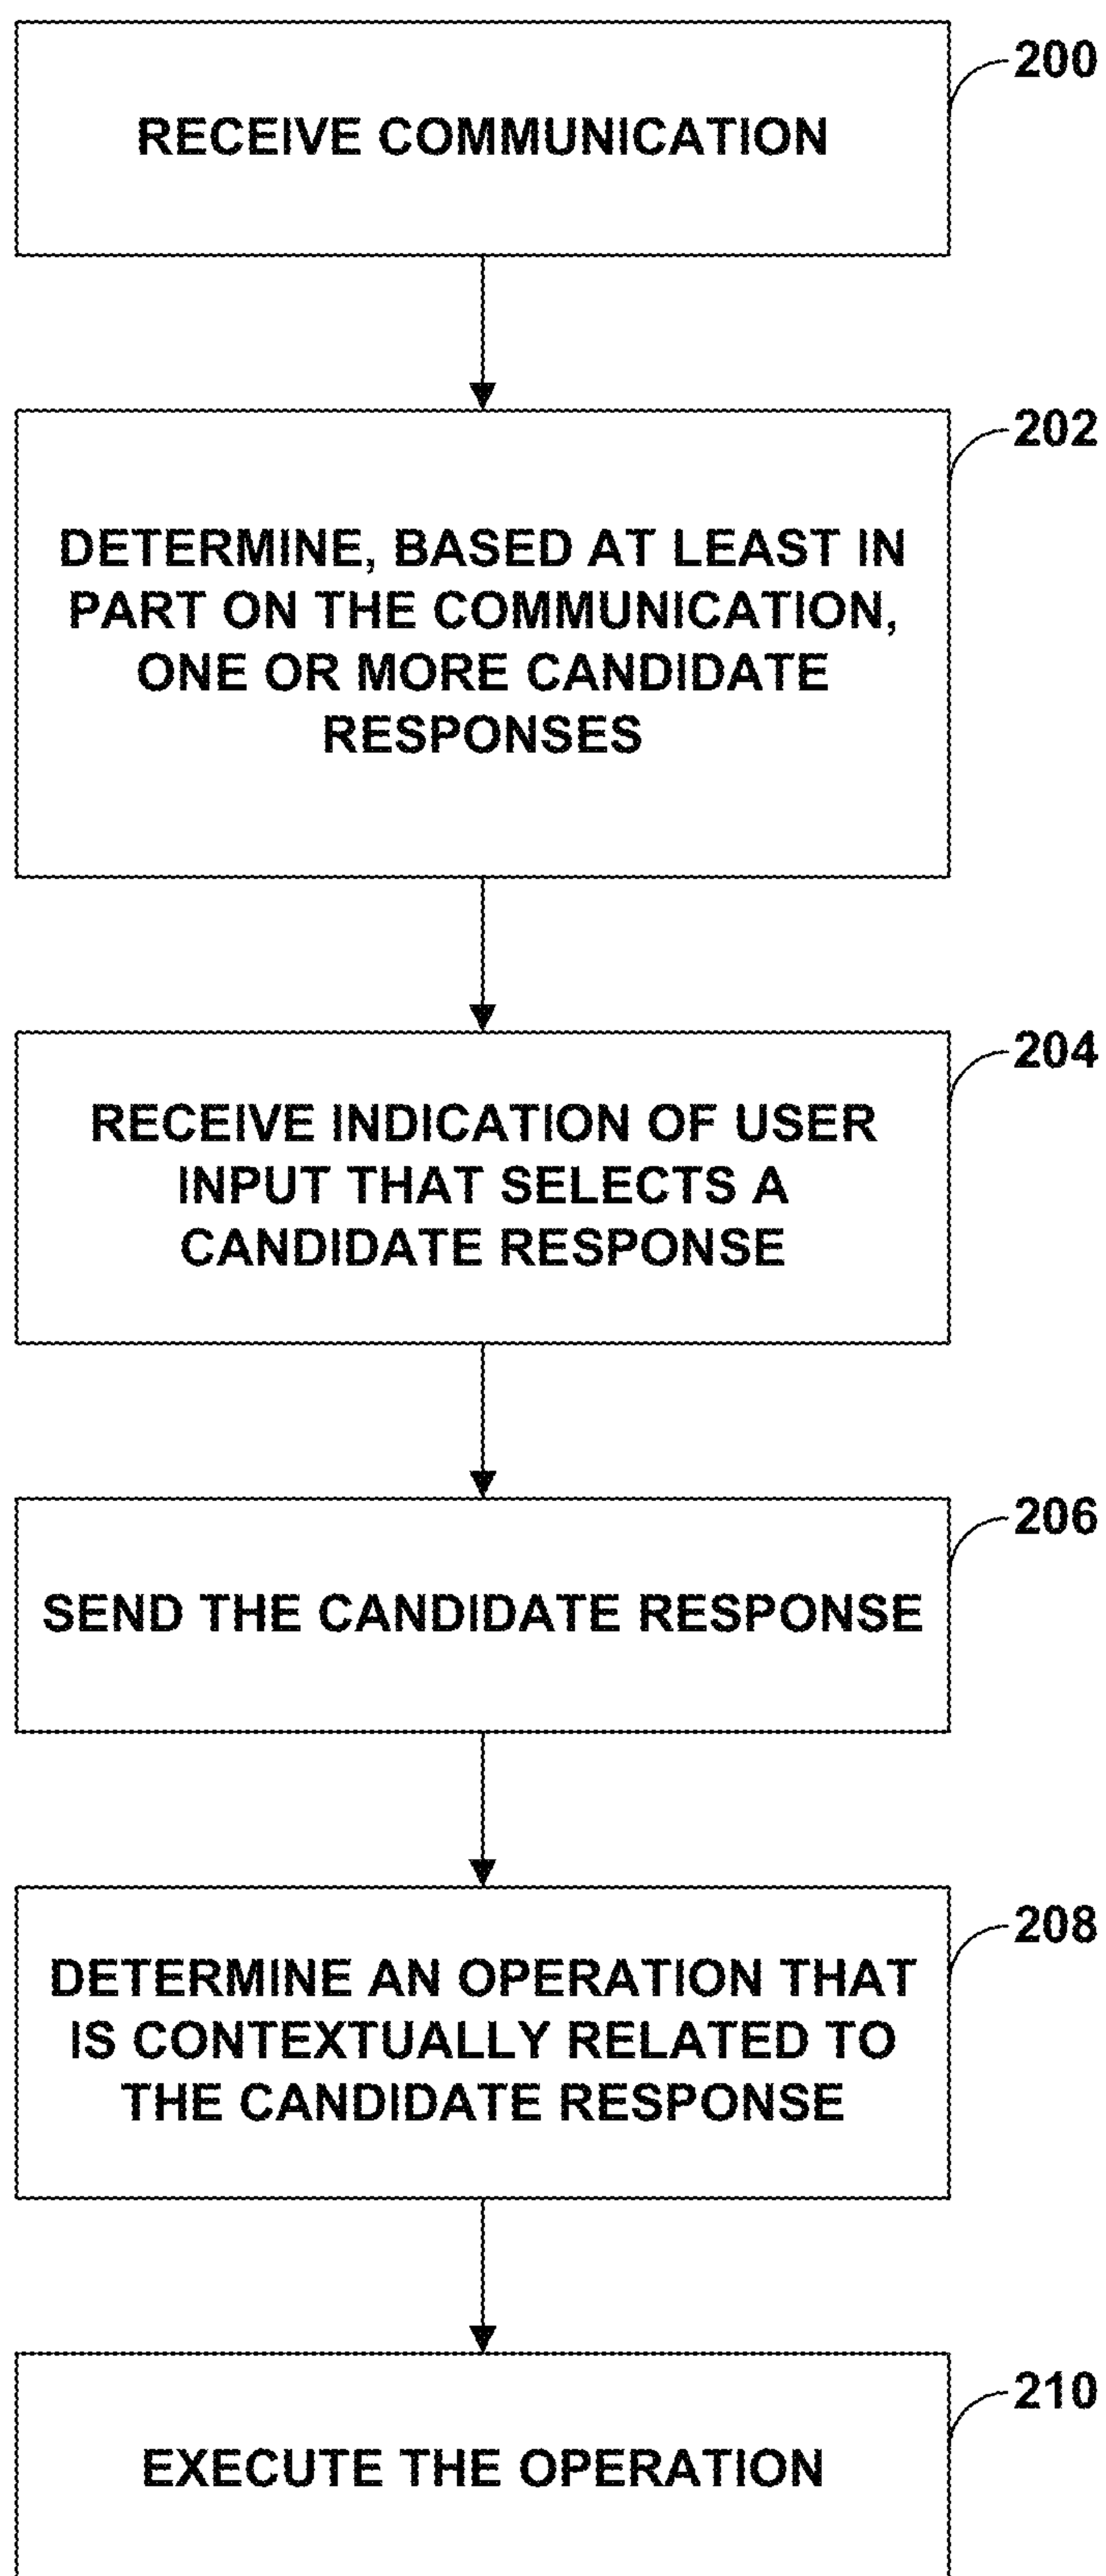 200
RECEIVE COMMUNICATION
202
DETERMINE, BASED AT LEAST IN
PART ON THE COMMUNICATION,
ONE OR MORE CANDIDATE
RESPONSES
204
RECEIVE INDICATION OF USER
INPUT THAT SELECTS A
CANDIDATE RESPONSE
206
SEND THE CANDIDATE RESPONSE
208
DETERMINE AN OPERATION THAT
IS CONTEXTUALLY RELATED TO
THE CANDIDATE RESPONSE
210
EXECUTE THE OPERATION